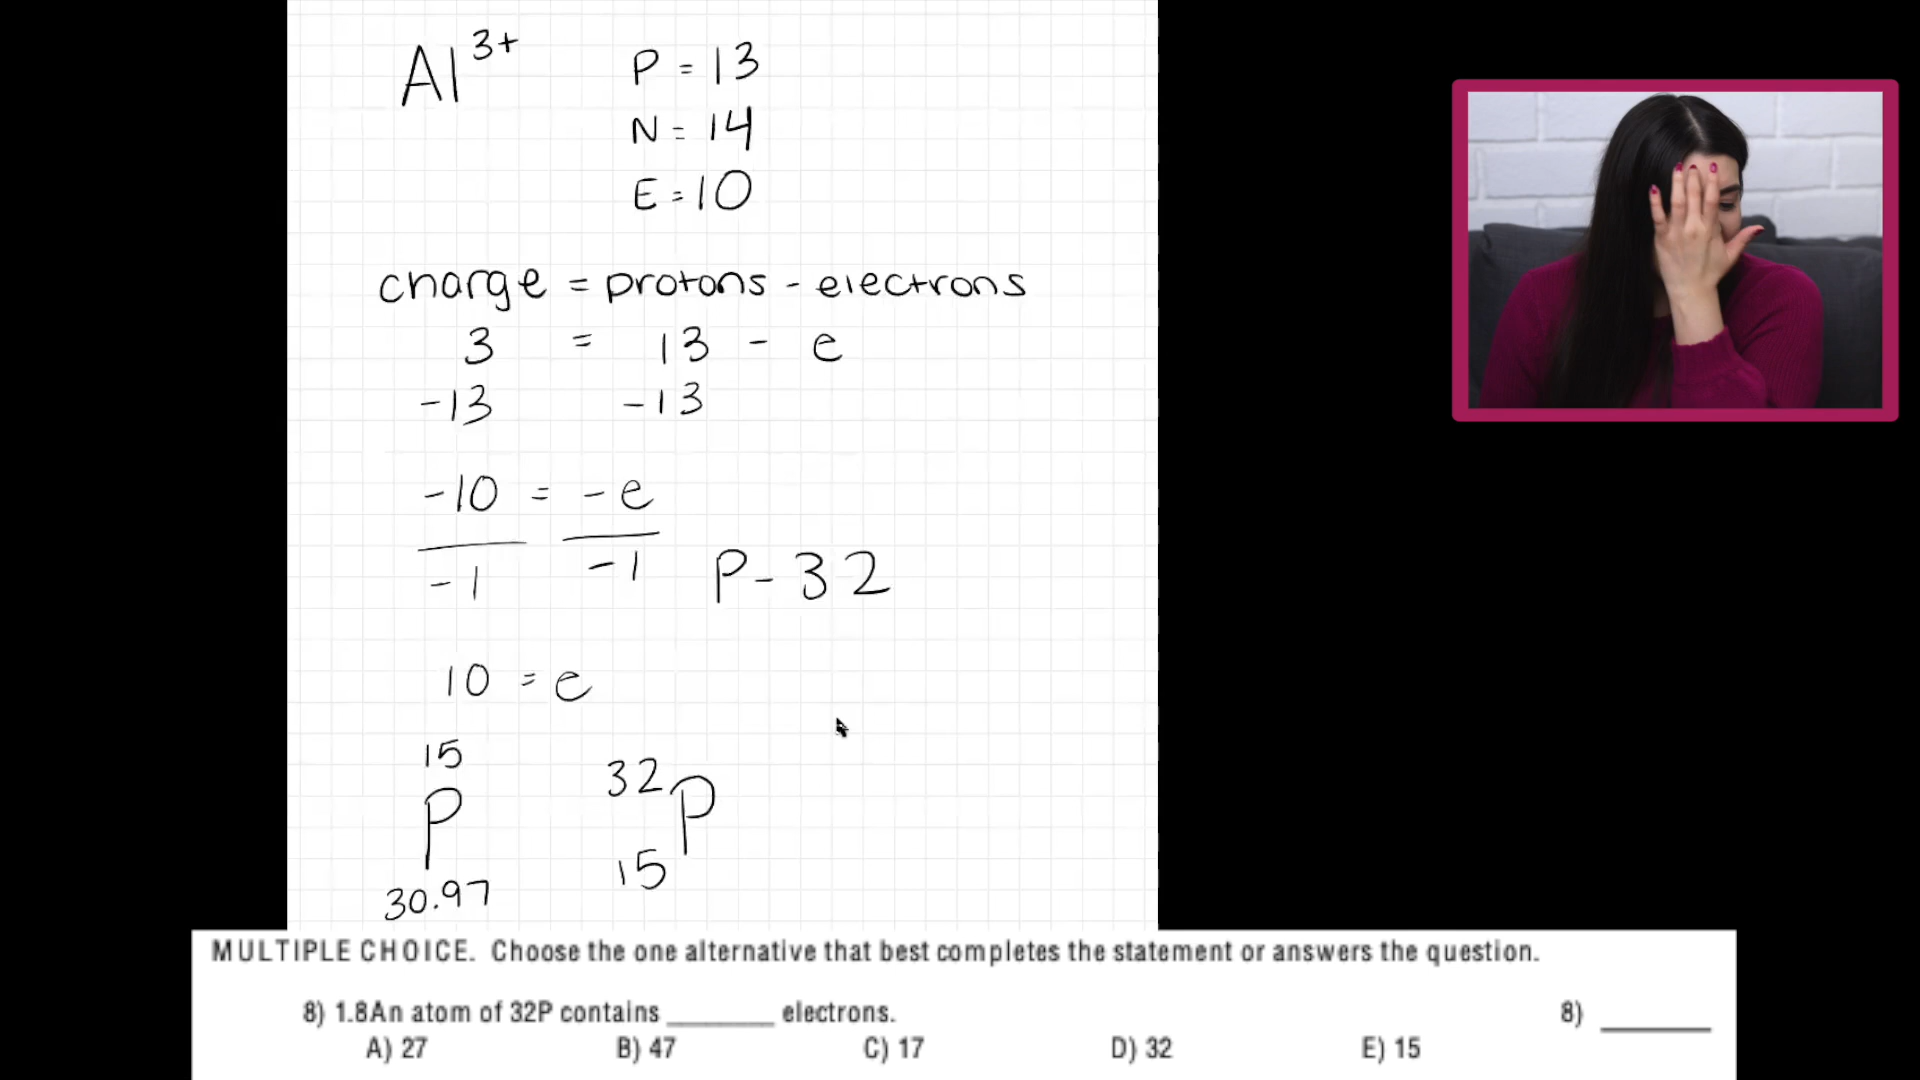 Al 3+
P = 13
N = 14
E = 10
charge = protons - electrons
3 = 13 - e
-13 -13
-10 = -e
-1 -1
P-32
10 = e
15
P
30.97
32
P
15
MULTIPLE CHOICE. Choose the one alternative that best completes the statement or answers the question.
8) 1.8An atom of 32P contains ________ electrons.
8) ________
A) 27 B) 47 C) 17 D) 32 E) 15